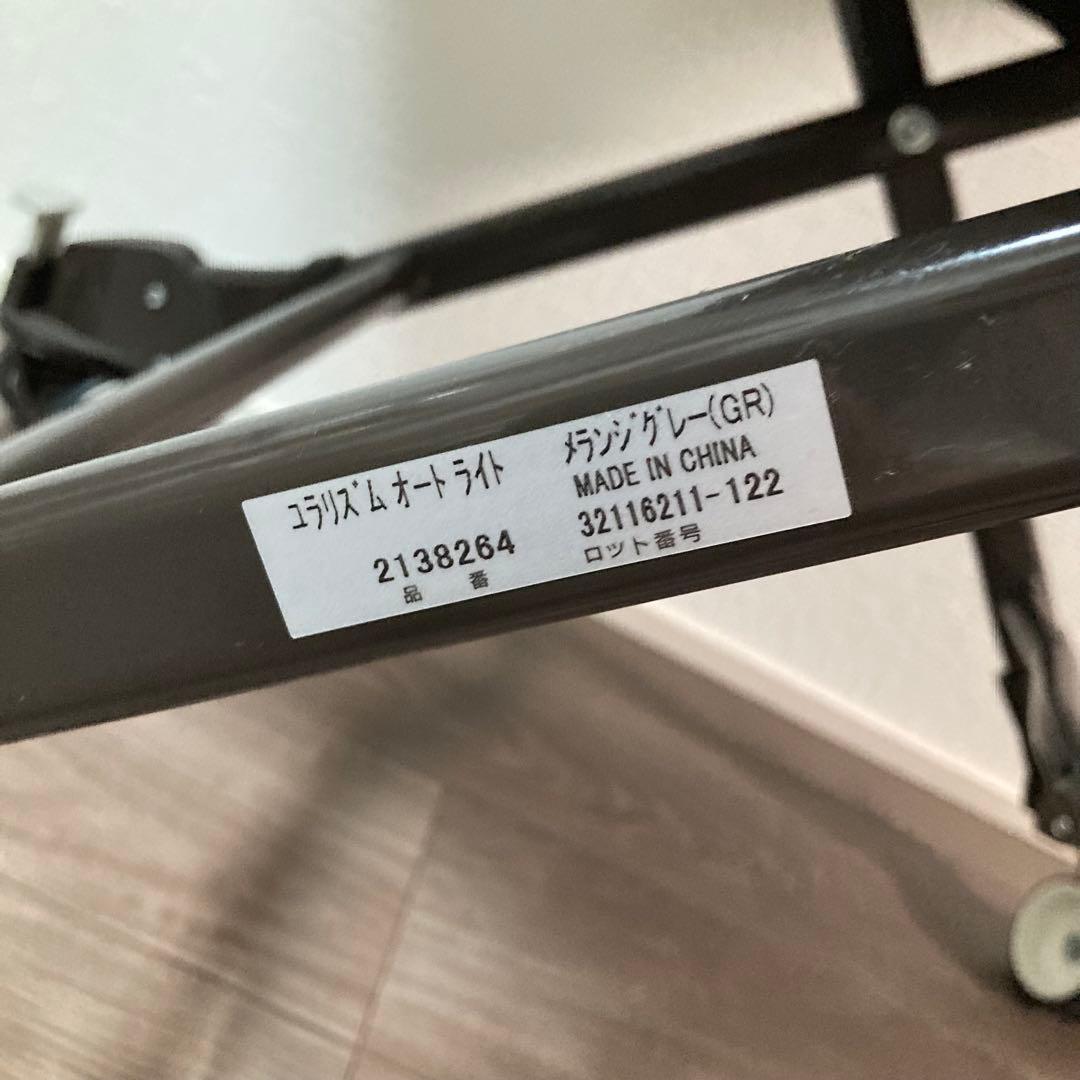 ユラリズム オート ライト メランジグレー(GR)
MADE IN CHINA
2138264 32116211-122
品番 ロット番号